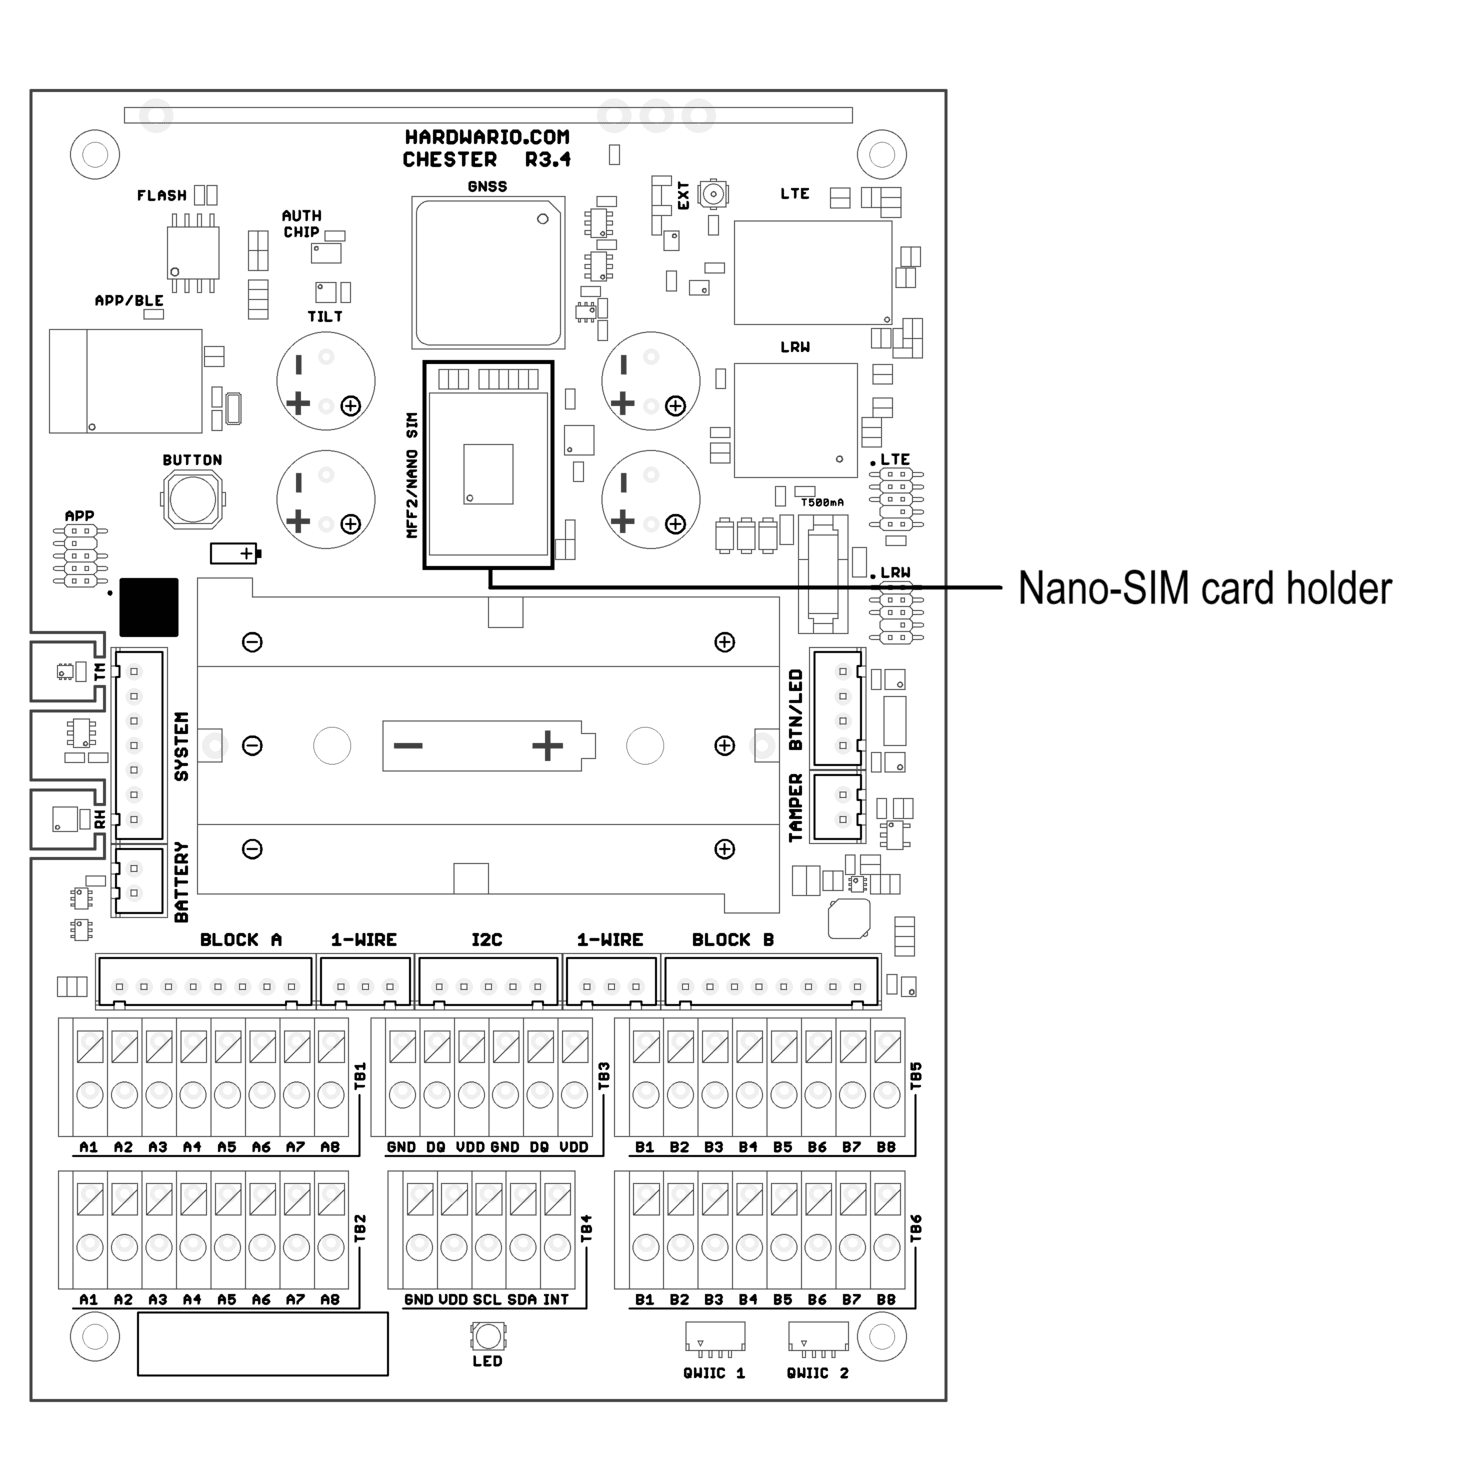 HARDWARIO.COM
CHESTER R3.4
GNSS
FLASH
AUTH
CHIP
EXT
LTE
APP/BLE
TILT
LRW
MFF2/NANO SIM
BUTTON
.LTE
T500mA
APP
.LRW
Nano-SIM card holder
TM
SYSTEM
BTN/LED
RH
TAMPER
BATTERY
BLOCK A 1-WIRE I2C 1-WIRE BLOCK B
TB1
TB3
TB5
A1 A2 A3 A4 A5 A6 A7 A8 GND DQ VDD GND DQ VDD B1 B2 B3 B4 B5 B6 B7 B8
TB2
TB4
TB6
A1 A2 A3 A4 A5 A6 A7 A8 GND VDD SCL SDA INT B1 B2 B3 B4 B5 B6 B7 B8
LED
QWIIC 1 QWIIC 2